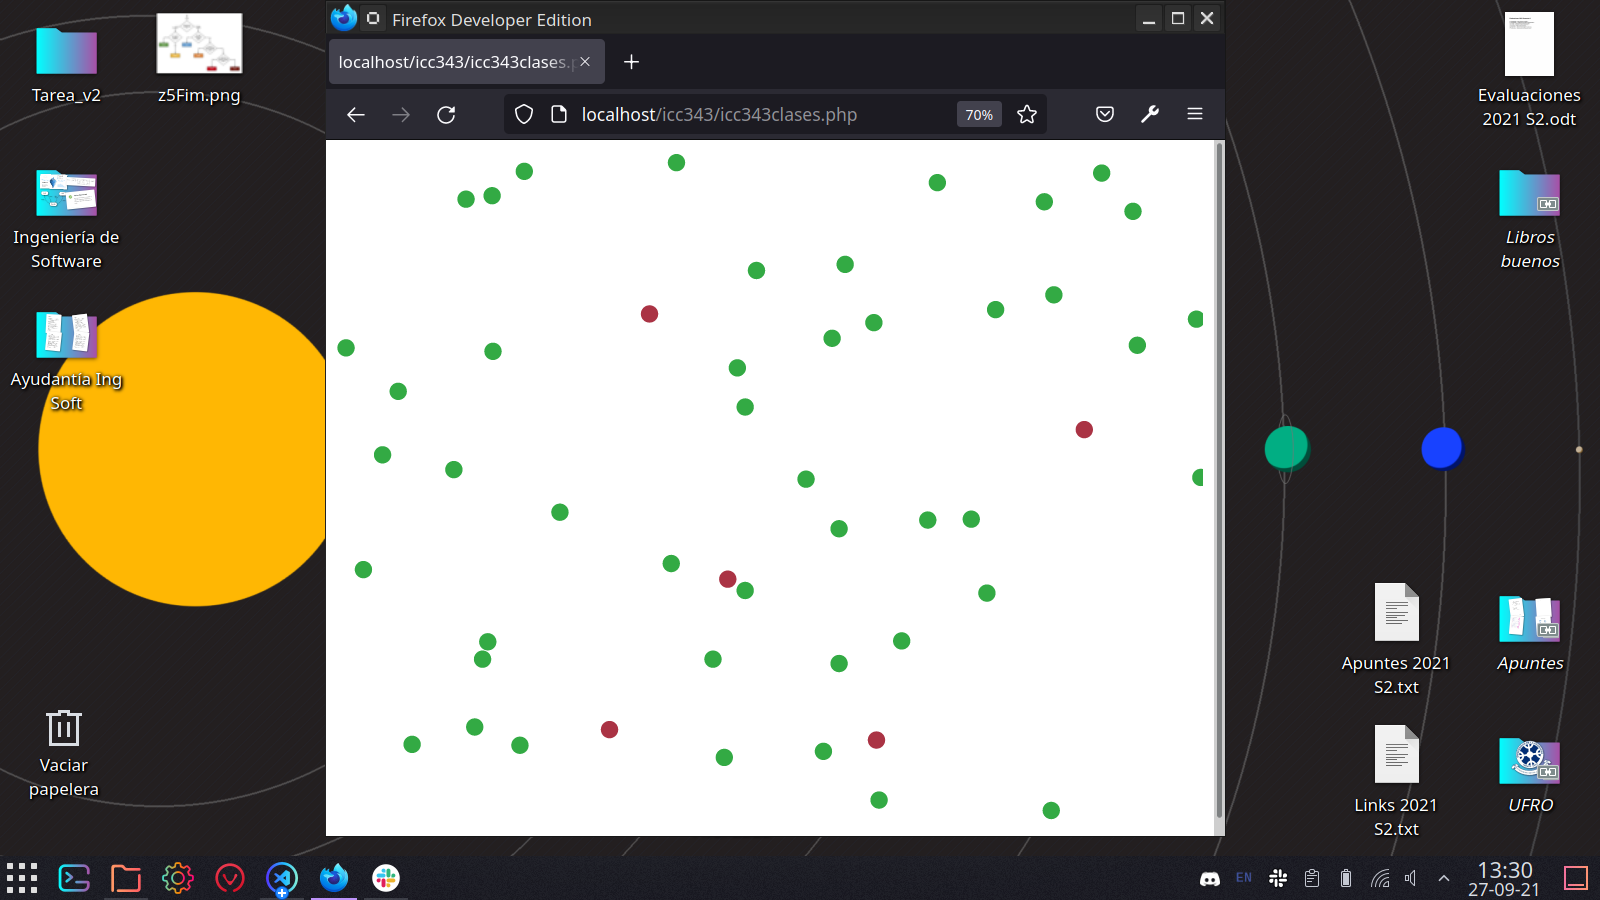 Firefox Developer Edition
localhost/icc343/icc343clases.p
localhost/icc343/icc343clases.php
70%
Tarea_v2
z5Fim.png
Ingeniería de
Software
Ayudantía Ing
Soft
Vaciar
papelera
Evaluaciones
2021 S2.odt
Libros
buenos
Apuntes 2021
S2.txt
Apuntes
Links 2021
S2.txt
UFRO
EN
13:30
27-09-21